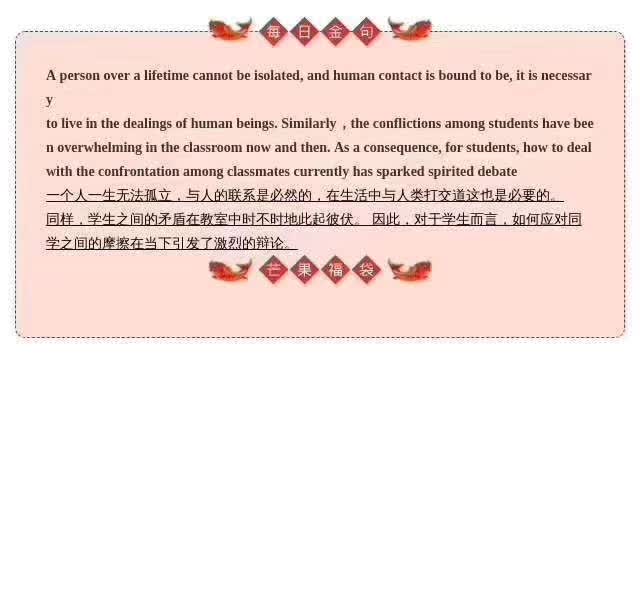 每日金句
A person over a lifetime cannot be isolated, and human contact is bound to be, it is necessar
y
to live in the dealings of human beings. Similarly，the conflictions among students have bee
n overwhelming in the classroom now and then. As a consequence, for students, how to deal
with the confrontation among classmates currently has sparked spirited debate
一个人一生无法孤立，与人的联系是必然的，在生活中与人类打交道这也是必要的。
同样，学生之间的矛盾在教室中时不时地此起彼伏。 因此，对于学生而言，如何应对同
学之间的摩擦在当下引发了激烈的辩论。
芒果福袋